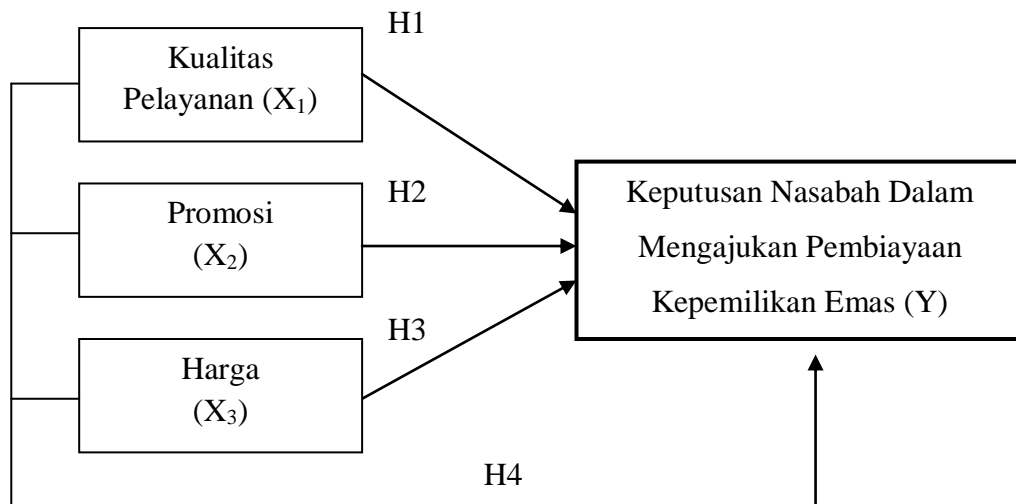 H1
Kualitas
Pelayanan (X₁)
H2
Promosi
(X₂)
Keputusan Nasabah Dalam
Mengajukan Pembiayaan
Kepemilikan Emas (Y)
H3
Harga
(X₃)
H4